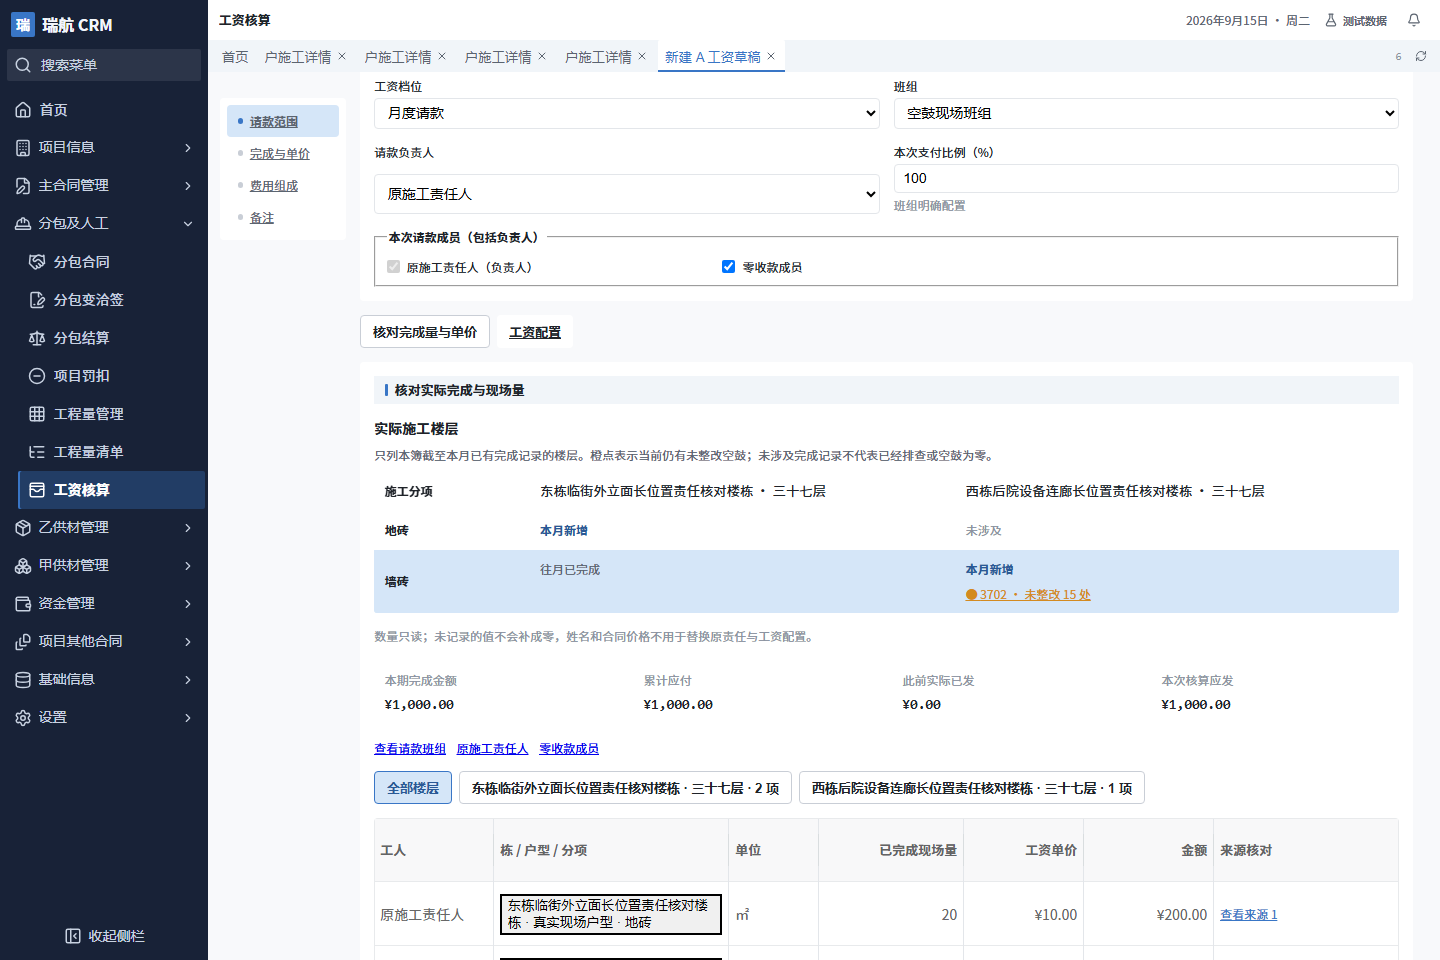 瑞 瑞航 CRM
搜索菜单
首页
项目信息
主合同管理
分包及人工
分包合同
分包变洽签
分包结算
项目罚扣
工程量管理
工程量清单
工资核算
乙供材管理
甲供材管理
资金管理
项目其他合同
基础信息
设置
收起侧栏
工资核算
2026年9月15日 · 周二 测试数据
首页 户施工详情 户施工详情 户施工详情 户施工详情 新建 A 工资草稿 6
请款范围
完成与单价
费用组成
备注
工资档位 班组
月度请款 空鼓现场班组
请款负责人 本次支付比例（%）
原施工责任人 100
班组明确配置
本次请款成员（包括负责人）
原施工责任人（负责人） 零收款成员
核对完成量与单价 工资配置
核对实际完成与现场量
实际施工楼层
只列本簿截至本月已有完成记录的楼层。橙点表示当前仍有未整改空鼓；未涉及完成记录不代表已经排查或空鼓为零。
施工分项 东栋临街外立面长位置责任核对楼栋 · 三十七层 西栋后院设备连廊长位置责任核对楼栋 · 三十七层
地砖 本月新增 未涉及
墙砖 往月已完成 本月新增
3702 · 未整改 15 处
数量只读；未记录的值不会补成零，姓名和合同价格不用于替换原责任与工资配置。
本期完成金额 累计应付 此前实际已发 本次核算应发
¥1,000.00 ¥1,000.00 ¥0.00 ¥1,000.00
查看请款班组 原施工责任人 零收款成员
全部楼层 东栋临街外立面长位置责任核对楼栋 · 三十七层 · 2 项 西栋后院设备连廊长位置责任核对楼栋 · 三十七层 · 1 项
工人 栋 / 户型 / 分项 单位 已完成现场量 工资单价 金额 来源核对
原施工责任人 东栋临街外立面长位置责任核对楼栋 · 真实现场户型 · 地砖 ㎡ 20 ¥10.00 ¥200.00 查看来源 1